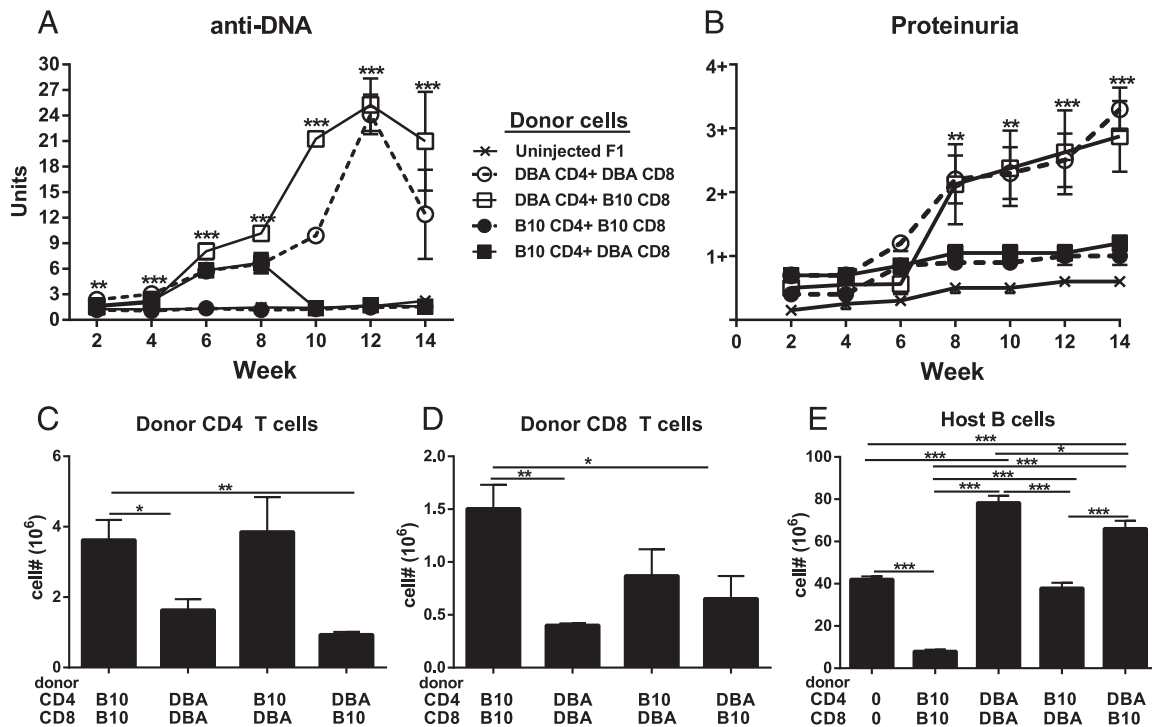 A
anti-DNA
Units
30
27
24
21
18
15
12
9
6
3
0
** *** *** *** *** *** ***
2 4 6 8 10 12 14
Week
Donor cells
Uninjected F1
DBA CD4+ DBA CD8
DBA CD4+ B10 CD8
B10 CD4+ B10 CD8
B10 CD4+ DBA CD8
B
Proteinuria
4+
3+
2+
1+
** ** *** ***
0 2 4 6 8 10 12 14
Week
C
Donor CD4 T cells
cell# (10⁶)
6
4
2
0
**
*
donor
CD4 B10 DBA B10 DBA
CD8 B10 DBA DBA B10
D
Donor CD8 T cells
cell# (10⁶)
2.0
1.5
1.0
0.5
0.0
*
**
donor
CD4 B10 DBA B10 DBA
CD8 B10 DBA DBA B10
E
Host B cells
cell# (10⁶)
100
80
60
40
20
0
***
*** *
***
***
*** ***
***
***
donor
CD4 0 B10 DBA B10 DBA
CD8 0 B10 DBA DBA B10